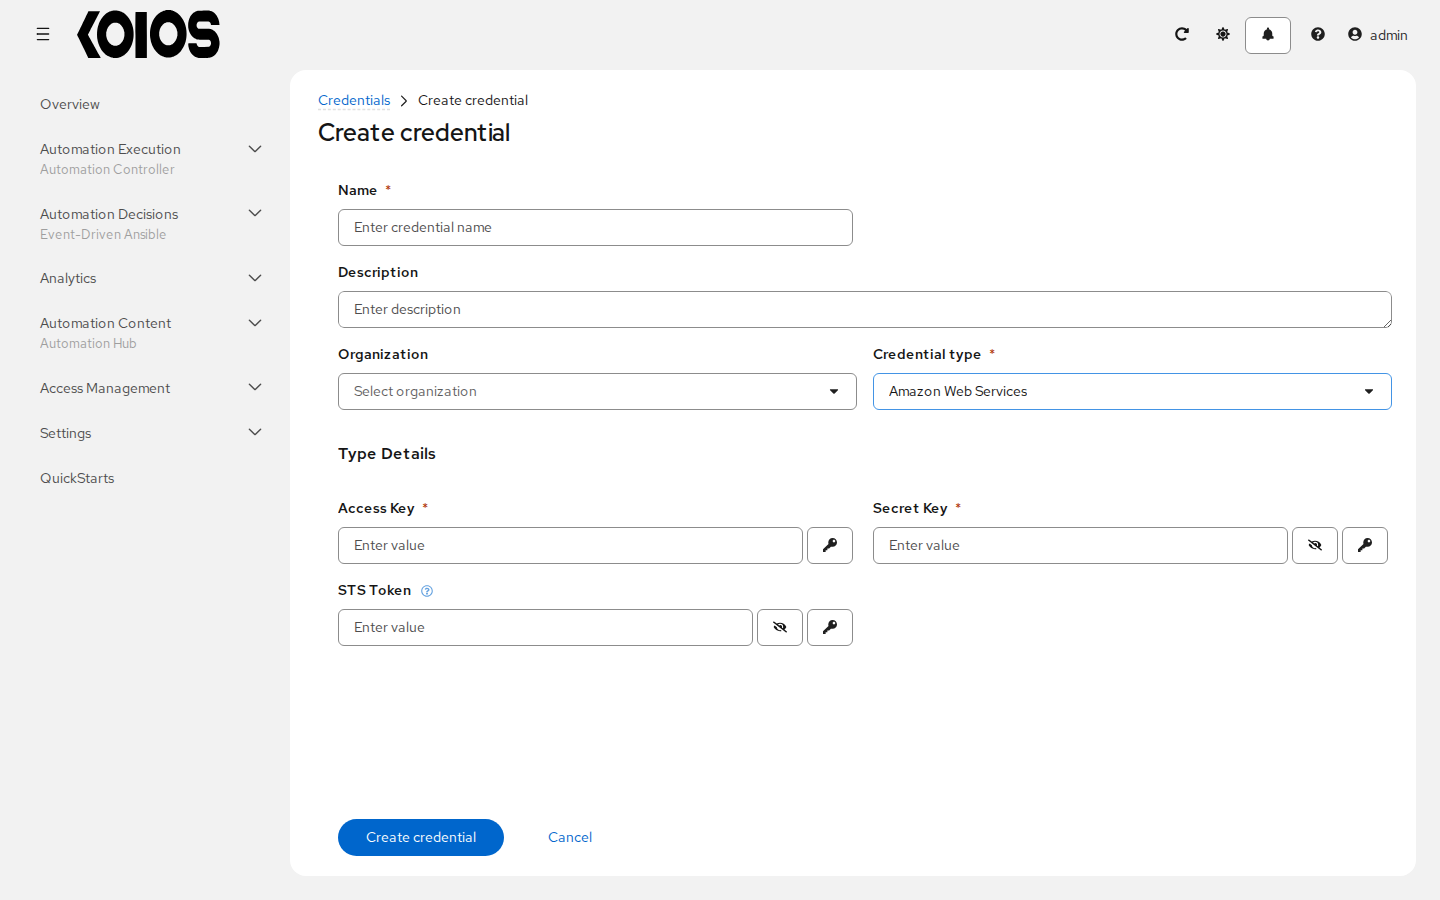 KOIOS
admin
Overview
Automation Execution
Automation Controller
Automation Decisions
Event-Driven Ansible
Analytics
Automation Content
Automation Hub
Access Management
Settings
QuickStarts
Credentials > Create credential
Create credential
Name *
Enter credential name
Description
Enter description
Organization
Select organization
Credential type *
Amazon Web Services
Type Details
Access Key *
Enter value
Secret Key *
Enter value
STS Token
Enter value
Create credential
Cancel